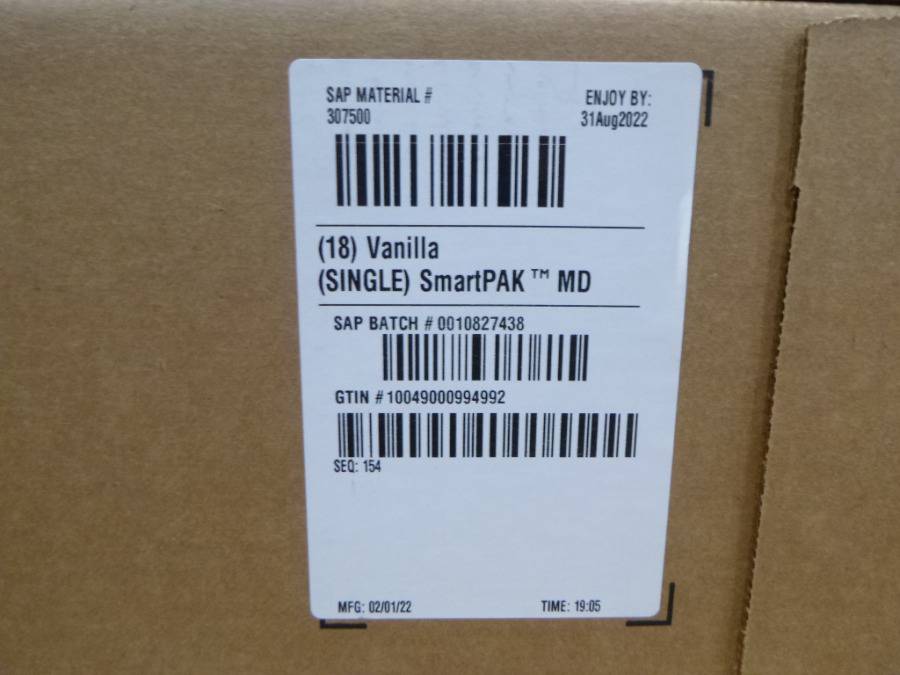 SAP MATERIAL #
307500
ENJOY BY:
31Aug2022
(18) Vanilla
(SINGLE) SmartPAK™ MD
SAP BATCH # 0010827438
GTIN # 10049000994992
SEQ: 154
MFG: 02/01/22
TIME: 19:05